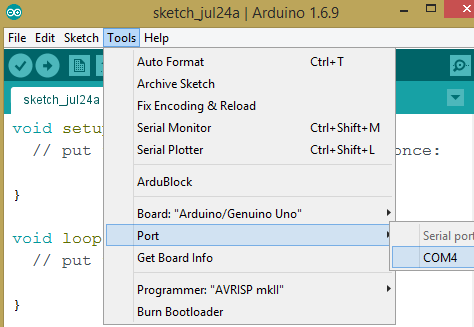 sketch_jul24a | Arduino 1.6.9
File Edit Sketch Tools Help
sketch_jul24a
void setup
// put once:
}
void loop
// put
}
Auto Format Ctrl+T
Archive Sketch
Fix Encoding & Reload
Serial Monitor Ctrl+Shift+M
Serial Plotter Ctrl+Shift+L
ArduBlock
Board: "Arduino/Genuino Uno"
Port
Get Board Info
Programmer: "AVRISP mkII"
Burn Bootloader
Serial port
COM4